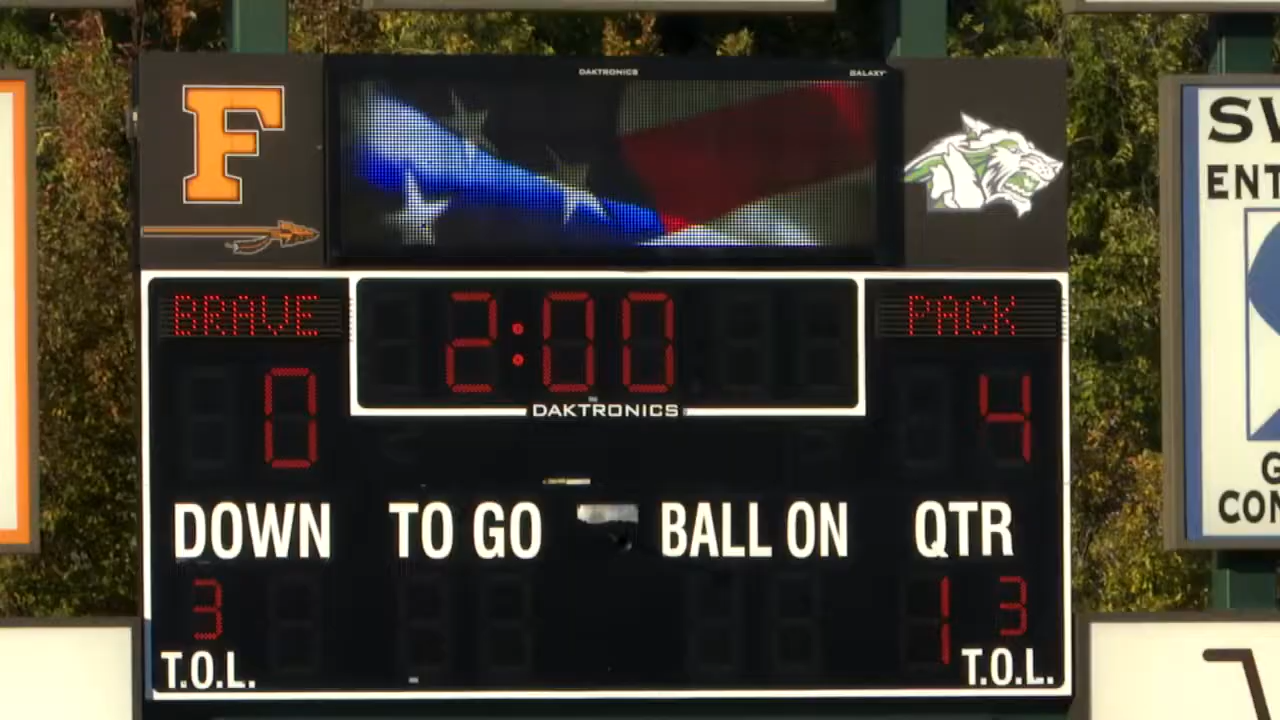 DAKTRONICS GALAXY
F
BRAVE 2:00 PACK
DAKTRONICS
0 4
DOWN TO GO BALL ON QTR
3 1 3
T.O.L. T.O.L.
SW
ENT
G
CON